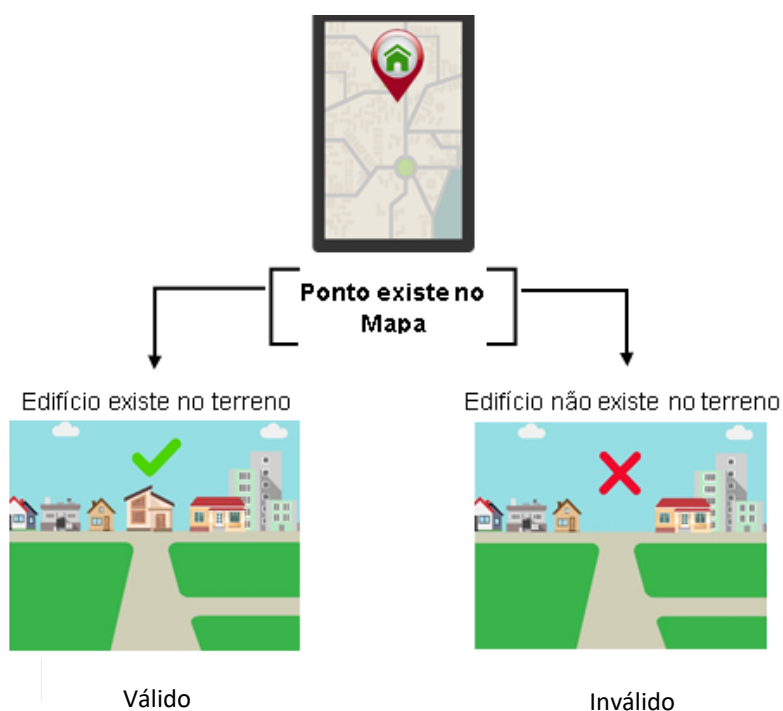 Ponto existe no
Mapa
Edifício existe no terreno
Edifício não existe no terreno
Válido
Inválido